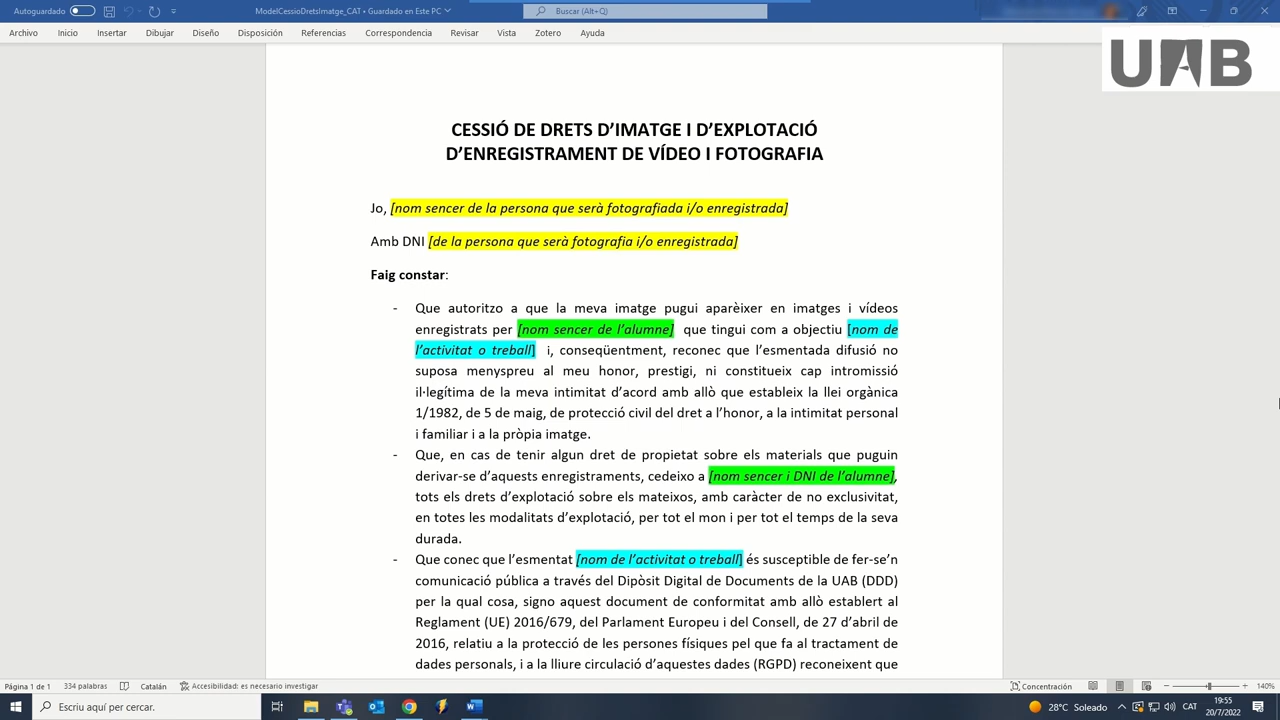 Autoguardado
ModelCessioDretsImatge_CAT • Guardado en Este PC
Buscar (Alt+Q)
Archivo Inicio Insertar Dibujar Diseño Disposición Referencias Correspondencia Revisar Vista Zotero Ayuda
UAB
CESSIÓ DE DRETS D’IMATGE I D’EXPLOTACIÓ
D’ENREGISTRAMENT DE VÍDEO I FOTOGRAFIA
Jo, [nom sencer de la persona que serà fotografiada i/o enregistrada]
Amb DNI [de la persona que serà fotografia i/o enregistrada]
Faig constar:
- Que autoritzo a que la meva imatge pugui aparèixer en imatges i vídeos
enregistrats per [nom sencer de l’alumne] que tingui com a objectiu [nom de
l’activitat o treball] i, conseqüentment, reconec que l’esmentada difusió no
suposa menyspreu al meu honor, prestigi, ni constitueix cap intromissió
il·legítima de la meva intimitat d’acord amb allò que estableix la llei orgànica
1/1982, de 5 de maig, de protecció civil del dret a l’honor, a la intimitat personal
i familiar i a la pròpia imatge.
- Que, en cas de tenir algun dret de propietat sobre els materials que puguin
derivar-se d’aquests enregistraments, cedeixo a [nom sencer i DNI de l’alumne],
tots els drets d’explotació sobre els mateixos, amb caràcter de no exclusivitat,
en totes les modalitats d’explotació, per tot el mon i per tot el temps de la seva
durada.
- Que conec que l’esmentat [nom de l’activitat o treball] és susceptible de fer-se’n
comunicació pública a través del Dipòsit Digital de Documents de la UAB (DDD)
per la qual cosa, signo aquest document de conformitat amb allò establert al
Reglament (UE) 2016/679, del Parlament Europeu i del Consell, de 27 d’abril de
2016, relatiu a la protecció de les persones físiques pel que fa al tractament de
dades personals, i a la lliure circulació d’aquestes dades (RGPD) reconeixent que
Página 1 de 1 334 palabras Catalán Accesibilidad: es necesario investigar Concentración 140%
Escriu aquí per cercar. 28°C Soleado CAT 19:55
20/7/2022